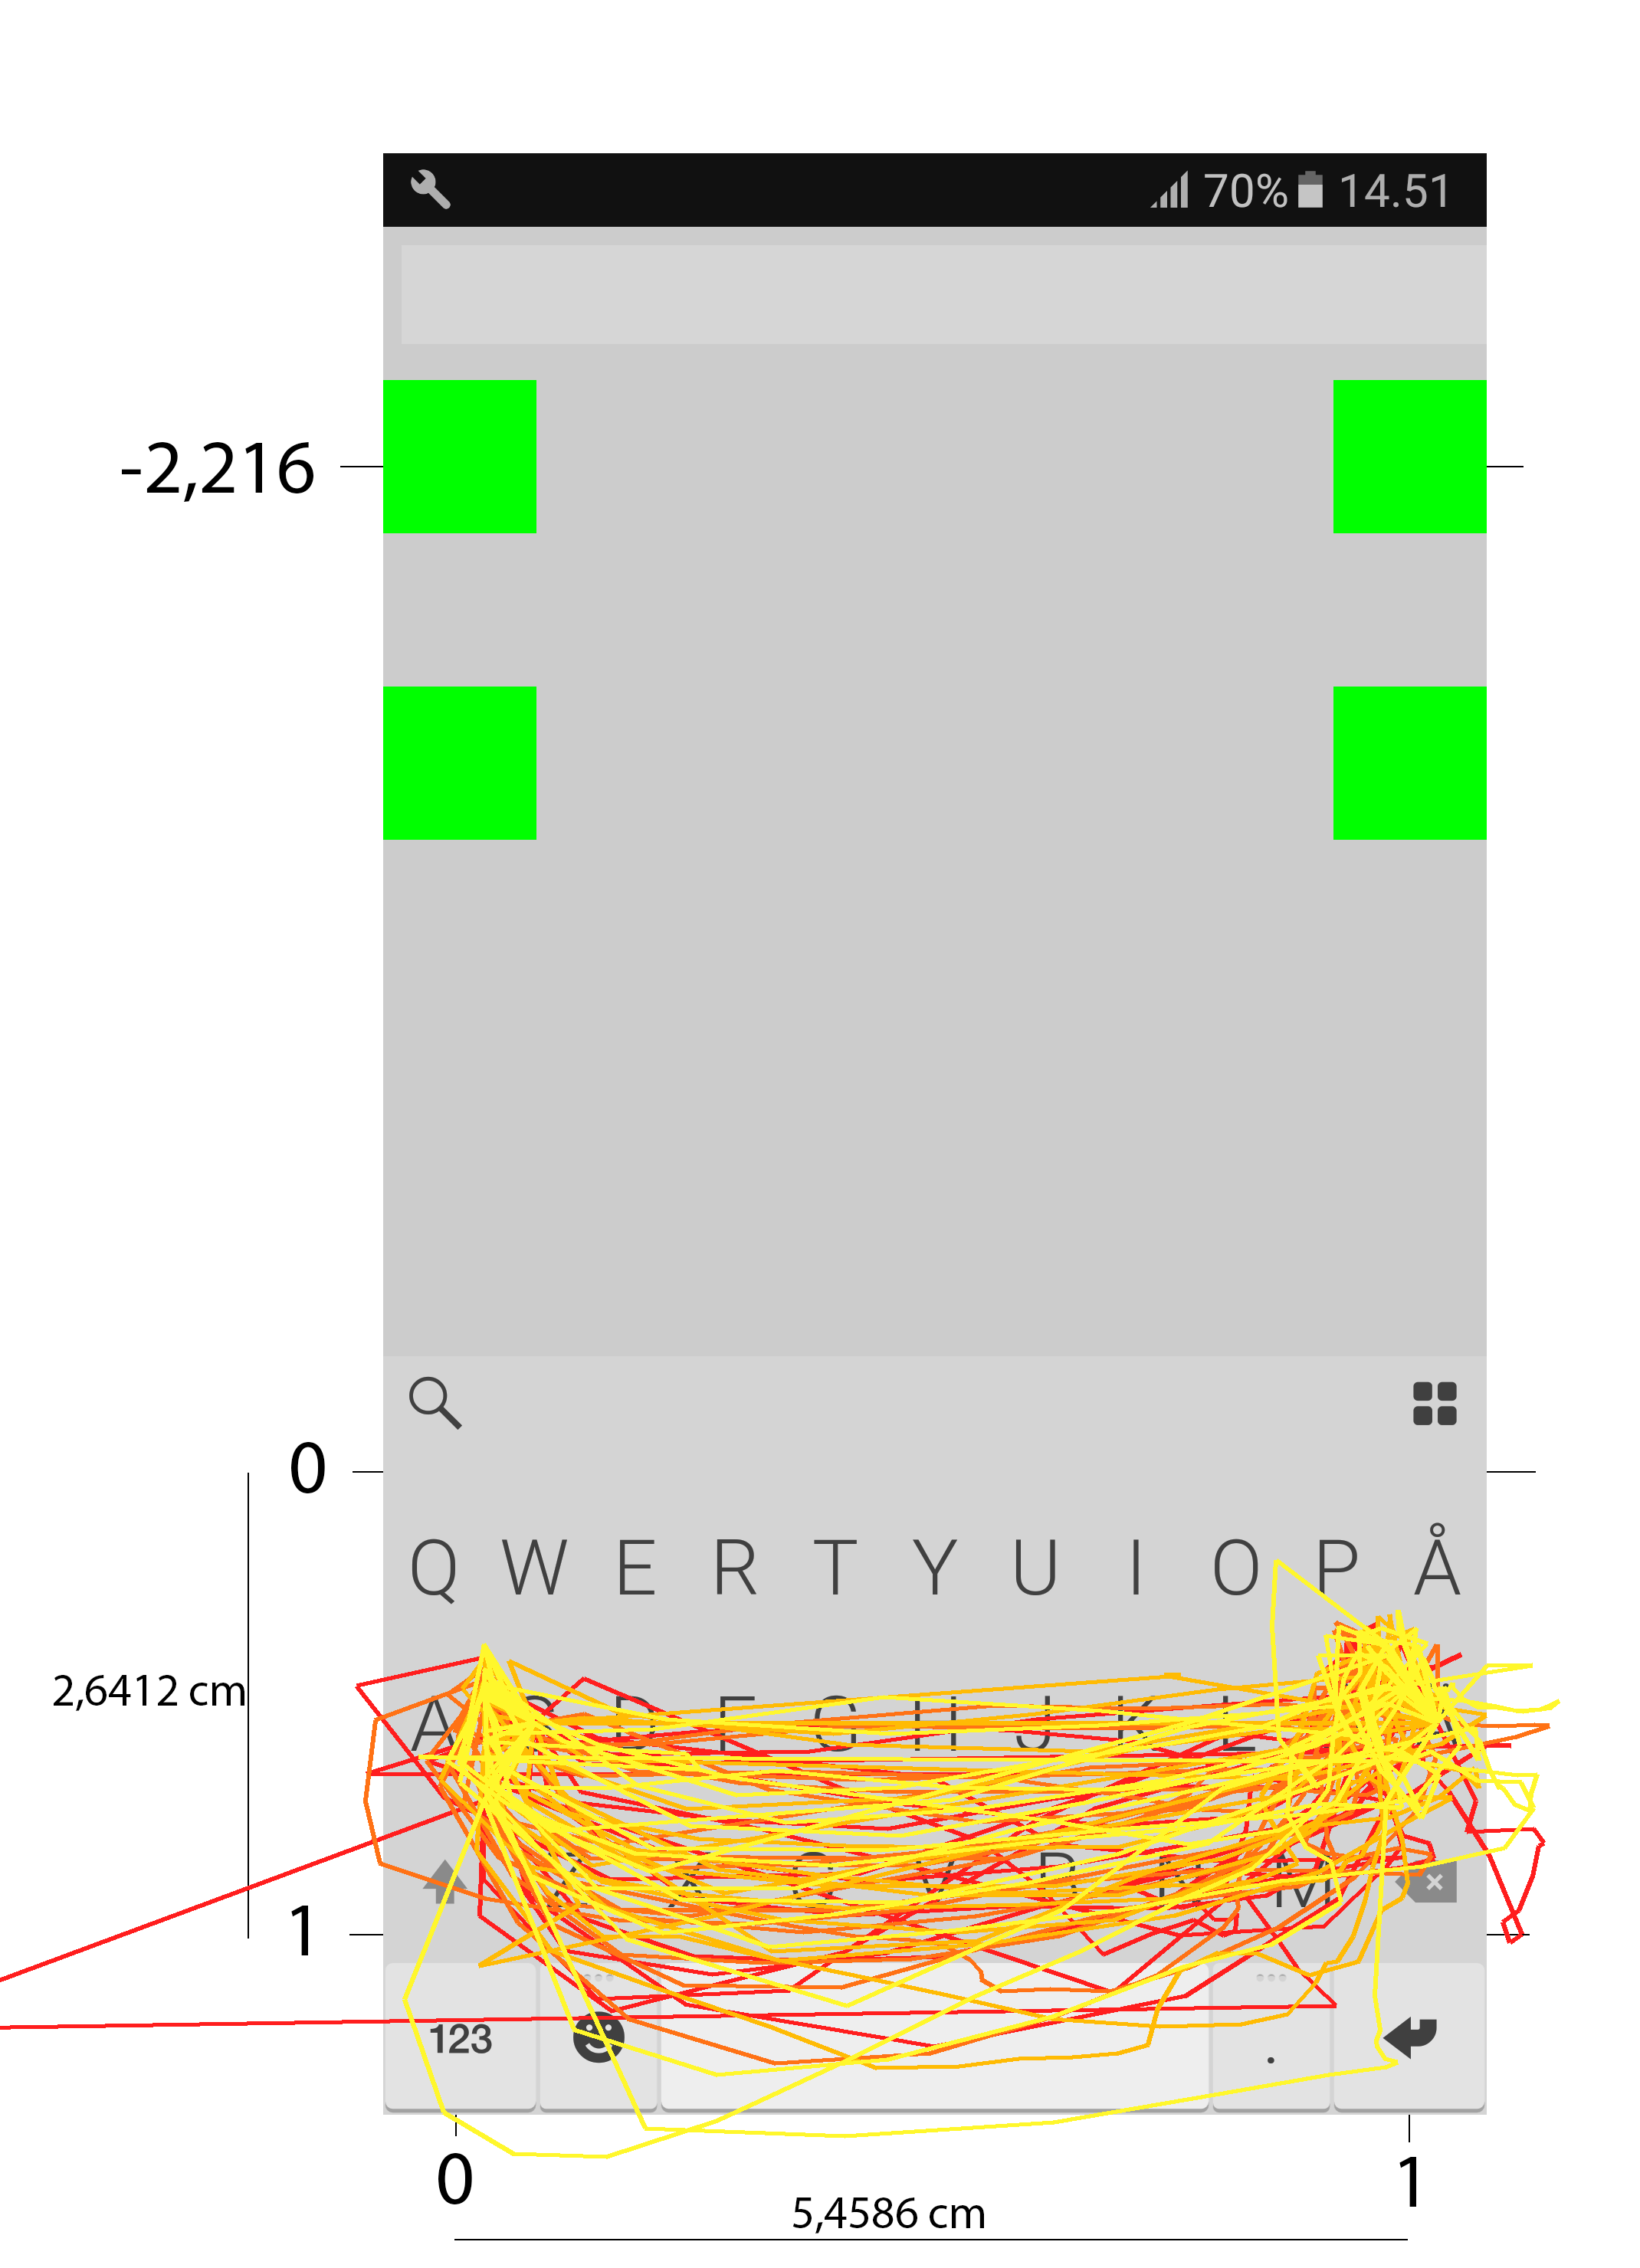 70% 14.51
-2,216
0
Q W E R T Y U I O P Å
2,6412 cm
A S D F G H J K L
1
Z X C V B N M
123 .
0 1
5,4586 cm